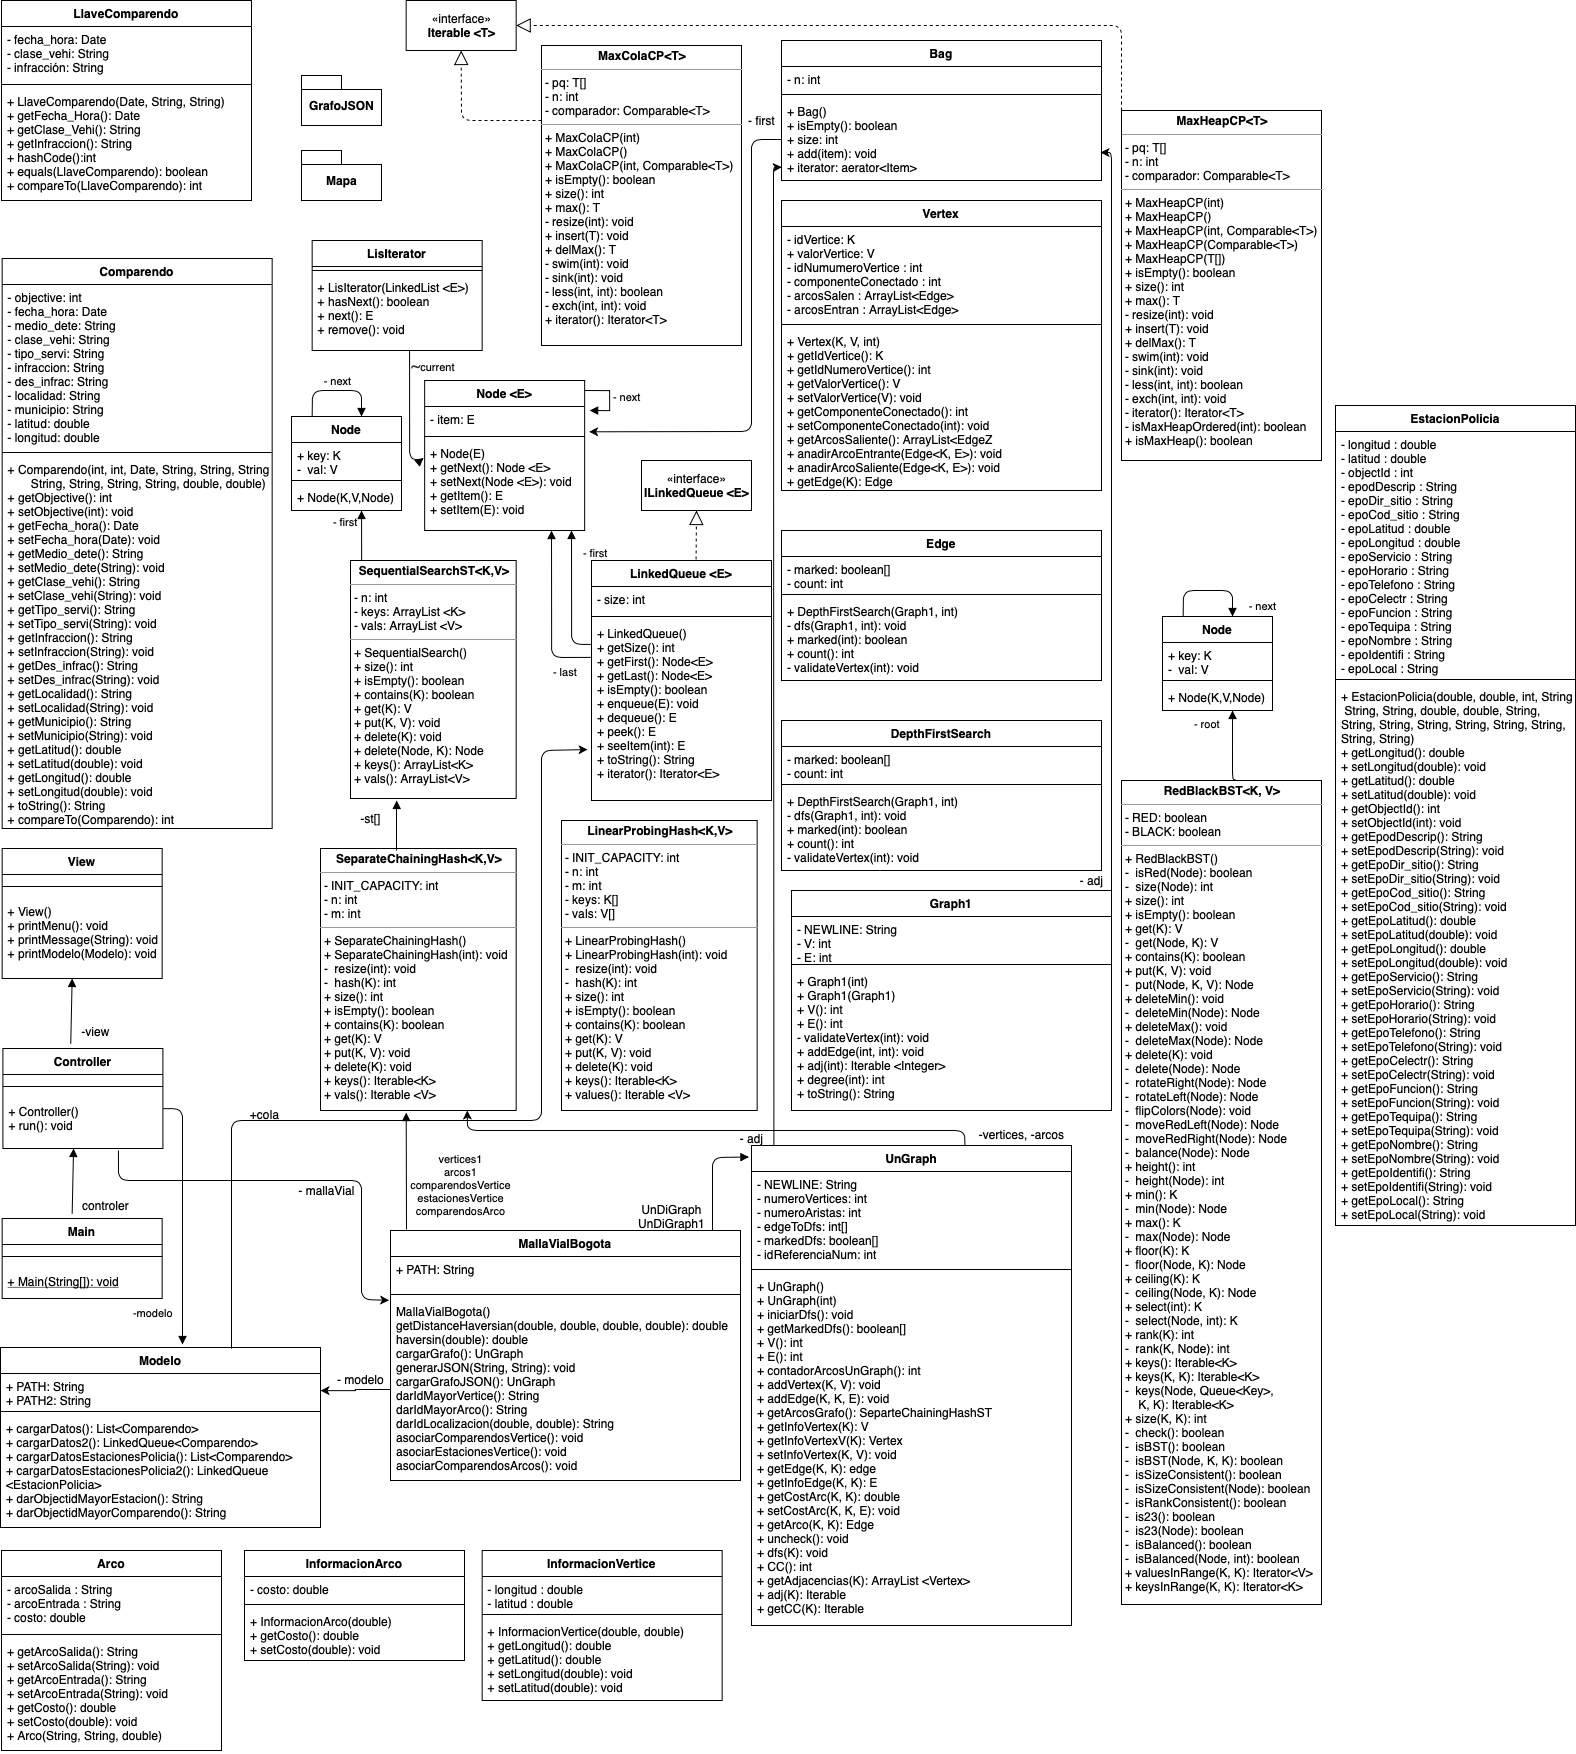 LlaveComparendo
- fecha_hora: Date
- clase_vehi: String
- infracción: String
+ LlaveComparendo(Date, String, String)
+ getFecha_Hora(): Date
+ getClase_Vehi(): String
+ getInfraccion(): String
+ hashCode():int
+ equals(LlaveComparendo): boolean
+ compareTo(LlaveComparendo): int
GrafoJSON
Mapa
«interface»
Iterable <T>
MaxColaCP<T>
- pq: T[]
- n: int
- comparador: Comparable<T>
+ MaxColaCP(int)
+ MaxColaCP()
+ MaxColaCP(int, Comparable<T>)
+ isEmpty(): boolean
+ size(): int
+ max(): T
- resize(int): void
+ insert(T): void
+ delMax(): T
- swim(int): void
- sink(int): void
- less(int, int): boolean
- exch(int, int): void
+ iterator(): Iterator<T>
- first
Bag
- n: int
+ Bag()
+ isEmpty(): boolean
+ size: int
+ add(item): void
+ iterator: aerator<Item>
MaxHeapCP<T>
- pq: T[]
- n: int
- comparador: Comparable<T>
+ MaxHeapCP(int)
+ MaxHeapCP()
+ MaxHeapCP(int, Comparable<T>)
+ MaxHeapCP(Comparable<T>)
+ MaxHeapCP(T[])
+ isEmpty(): boolean
+ size(): int
+ max(): T
- resize(int): void
+ insert(T): void
+ delMax(): T
- swim(int): void
- sink(int): void
- less(int, int): boolean
- exch(int, int): void
- iterator(): Iterator<T>
- isMaxHeapOrdered(int): boolean
+ isMaxHeap(): boolean
Vertex
- idVertice: K
+ valorVertice: V
- idNumumeroVertice : int
- componenteConectado : int
- arcosSalen : ArrayList<Edge>
- arcosEntran : ArrayList<Edge>
+ Vertex(K, V, int)
+ getIdVertice(): K
+ getIdNumeroVertice(): int
+ getValorVertice(): V
+ setValorVertice(V): void
+ getComponenteConectado(): int
+ setComponenteConectado(int): void
+ getArcosSaliente(): ArrayList<EdgeZ
+ anadirArcoEntrante(Edge<K, E>): void
+ anadirArcoSaliente(Edge<K, E>): void
+ getEdge(K): Edge
Comparendo
- objective: int
- fecha_hora: Date
- medio_dete: String
- clase_vehi: String
- tipo_servi: String
- infraccion: String
- des_infrac: String
- localidad: String
- municipio: String
- latitud: double
- longitud: double
+ Comparendo(int, int, Date, String, String, String
String, String, String, String, double, double)
+ getObjective(): int
+ setObjective(int): void
+ getFecha_hora(): Date
+ setFecha_hora(Date): void
+ getMedio_dete(): String
+ setMedio_dete(String): void
+ getClase_vehi(): String
+ setClase_vehi(String): void
+ getTipo_servi(): String
+ setTipo_servi(String): void
+ getInfraccion(): String
+ setInfraccion(String): void
+ getDes_infrac(): String
+ setDes_infrac(String): void
+ getLocalidad(): String
+ setLocalidad(String): void
+ getMunicipio(): String
+ setMunicipio(String): void
+ getLatitud(): double
+ setLatitud(double): void
+ getLongitud(): double
+ setLongitud(double): void
+ toString(): String
+ compareTo(Comparendo): int
LisIterator
+ LisIterator(LinkedList <E>)
+ hasNext(): boolean
+ next(): E
+ remove(): void
~current
- next
Node
+ key: K
- val: V
+ Node(K,V,Node)
- first
Node <E>
- item: E
+ Node(E)
+ getNext(): Node <E>
+ setNext(Node <E>): void
+ getItem(): E
+ setItem(E): void
- next
«interface»
ILinkedQueue <E>
- first
- last
LinkedQueue <E>
- size: int
+ LinkedQueue()
+ getSize(): int
+ getFirst(): Node<E>
+ getLast(): Node<E>
+ isEmpty(): boolean
+ enqueue(E): void
+ dequeue(): E
+ peek(): E
+ seeItem(int): E
+ toString(): String
+ iterator(): Iterator<E>
SequentialSearchST<K,V>
- n: int
- keys: ArrayList <K>
- vals: ArrayList <V>
+ SequentialSearch()
+ size(): int
+ isEmpty(): boolean
+ contains(K): boolean
+ get(K): V
+ put(K, V): void
+ delete(K): void
+ delete(Node, K): Node
+ keys(): ArrayList<K>
+ vals(): ArrayList<V>
-st[]
Edge
- marked: boolean[]
- count: int
+ DepthFirstSearch(Graph1, int)
- dfs(Graph1, int): void
+ marked(int): boolean
+ count(): int
- validateVertex(int): void
DepthFirstSearch
- marked: boolean[]
- count: int
+ DepthFirstSearch(Graph1, int)
- dfs(Graph1, int): void
+ marked(int): boolean
+ count(): int
- validateVertex(int): void
- adj
Graph1
- NEWLINE: String
- V: int
- E: int
+ Graph1(int)
+ Graph1(Graph1)
+ V(): int
+ E(): int
- validateVertex(int): void
+ addEdge(int, int): void
+ adj(int): Iterable <Integer>
+ degree(int): int
+ toString(): String
- next
Node
+ key: K
- val: V
+ Node(K,V,Node)
- root
RedBlackBST<K, V>
- RED: boolean
- BLACK: boolean
+ RedBlackBST()
- isRed(Node): boolean
- size(Node): int
+ size(): int
+ isEmpty(): boolean
+ get(K): V
- get(Node, K): V
+ contains(K): boolean
+ put(K, V): void
- put(Node, K, V): Node
+ deleteMin(): void
- deleteMin(Node): Node
+ deleteMax(): void
- deleteMax(Node): Node
+ delete(K): void
- delete(Node): Node
- rotateRight(Node): Node
- rotateLeft(Node): Node
- flipColors(Node): void
- moveRedLeft(Node): Node
- moveRedRight(Node): Node
- balance(Node): Node
+ height(): int
- height(Node): int
+ min(): K
- min(Node): Node
+ max(): K
- max(Node): Node
+ floor(K): K
- floor(Node, K): Node
+ ceiling(K): K
- ceiling(Node, K): Node
+ select(int): K
- select(Node, int): K
+ rank(K): int
- rank(K, Node): int
+ keys(): Iterable<K>
+ keys(K, K): Iterable<K>
- keys(Node, Queue<Key>,
K, K): Iterable<K>
+ size(K, K): int
- check(): boolean
- isBST(): boolean
- isBST(Node, K, K): boolean
- isSizeConsistent(): boolean
- isSizeConsistent(Node): boolean
- isRankConsistent(): boolean
- is23(): boolean
- is23(Node): boolean
- isBalanced(): boolean
- isBalanced(Node, int): boolean
+ valuesInRange(K, K): Iterator<V>
+ keysInRange(K, K): Iterator<K>
EstacionPolicia
- longitud : double
- latitud : double
- objectId : int
- epodDescrip : String
- epoDir_sitio : String
- epoCod_sitio : String
- epoLatitud : double
- epoLongitud : double
- epoServicio : String
- epoHorario : String
- epoTelefono : String
- epoCelectr : String
- epoFuncion : String
- epoTequipa : String
- epoNombre : String
- epoIdentifi : String
- epoLocal : String
+ EstacionPolicia(double, double, int, String
String, String, double, double, String,
String, String, String, String, String, String,
String, String)
+ getLongitud(): double
+ setLongitud(double): void
+ getLatitud(): double
+ setLatitud(double): void
+ getObjectId(): int
+ setObjectId(int): void
+ getEpodDescrip(): String
+ setEpodDescrip(String): void
+ getEpoDir_sitio(): String
+ setEpoDir_sitio(String): void
+ getEpoCod_sitio(): String
+ setEpoCod_sitio(String): void
+ getEpoLatitud(): double
+ setEpoLatitud(double): void
+ getEpoLongitud(): double
+ setEpoLongitud(double): void
+ getEpoServicio(): String
+ setEpoServicio(String): void
+ getEpoHorario(): String
+ setEpoHorario(String): void
+ getEpoTelefono(): String
+ setEpoTelefono(String): void
+ getEpoCelectr(): String
+ setEpoCelectr(String): void
+ getEpoFuncion(): String
+ setEpoFuncion(String): void
+ getEpoTequipa(): String
+ setEpoTequipa(String): void
+ getEpoNombre(): String
+ setEpoNombre(String): void
+ getEpoIdentifi(): String
+ setEpoIdentifi(String): void
+ getEpoLocal(): String
+ setEpoLocal(String): void
View
+ View()
+ printMenu(): void
+ printMessage(String): void
+ printModelo(Modelo): void
-view
Controller
+ Controller()
+ run(): void
controler
Main
+ Main(String[]): void
-modelo
- mallaVial
+cola
SeparateChainingHash<K,V>
- INIT_CAPACITY: int
- n: int
- m: int
+ SeparateChainingHash()
+ SeparateChainingHash(int): void
- resize(int): void
- hash(K): int
+ size(): int
+ isEmpty(): boolean
+ contains(K): boolean
+ get(K): V
+ put(K, V): void
+ delete(K): void
+ keys(): Iterable<K>
+ vals(): Iterable <V>
LinearProbingHash<K,V>
- INIT_CAPACITY: int
- n: int
- m: int
- keys: K[]
- vals: V[]
+ LinearProbingHash()
+ LinearProbingHash(int): void
- resize(int): void
- hash(K): int
+ size(): int
+ isEmpty(): boolean
+ contains(K): boolean
+ get(K): V
+ put(K, V): void
+ delete(K): void
+ keys(): Iterable<K>
+ values(): Iterable <V>
vertices1
arcos1
comparendosVertice
estacionesVertice
comparendosArco
- adj
-vertices, -arcos
UnDiGraph
UnDiGraph1
MallaVialBogota
+ PATH: String
MallaVialBogota()
getDistanceHaversian(double, double, double, double): double
haversin(double): double
cargarGrafo(): UnGraph
generarJSON(String, String): void
cargarGrafoJSON(): UnGraph
darIdMayorVertice(): String
darIdMayorArco(): String
darIdLocalizacion(double, double): String
asociarComparendosVertice(): void
asociarEstacionesVertice(): void
asociarComparendosArcos(): void
- modelo
Modelo
+ PATH: String
+ PATH2: String
+ cargarDatos(): List<Comparendo>
+ cargarDatos2(): LinkedQueue<Comparendo>
+ cargarDatosEstacionesPolicia(): List<Comparendo>
+ cargarDatosEstacionesPolicia2(): LinkedQueue
<EstacionPolicia>
+ darObjectidMayorEstacion(): String
+ darObjectidMayorComparendo(): String
UnGraph
- NEWLINE: String
- numeroVertices: int
- numeroAristas: int
- edgeToDfs: int[]
- markedDfs: boolean[]
- idReferenciaNum: int
+ UnGraph()
+ UnGraph(int)
+ iniciarDfs(): void
+ getMarkedDfs(): boolean[]
+ V(): int
+ E(): int
+ contadorArcosUnGraph(): int
+ addVertex(K, V): void
+ addEdge(K, K, E): void
+ getArcosGrafo(): SeparteChainingHashST
+ getInfoVertex(K): V
+ getInfoVertexV(K): Vertex
+ setInfoVertex(K, V): void
+ getEdge(K, K): edge
+ getInfoEdge(K, K): E
+ getCostArc(K, K): double
+ setCostArc(K, K, E): void
+ getArco(K, K): Edge
+ uncheck(): void
+ dfs(K): void
+ CC(): int
+ getAdjacencias(K): ArrayList <Vertex>
+ adj(K): Iterable
+ getCC(K): Iterable
Arco
- arcoSalida : String
- arcoEntrada : String
- costo: double
+ getArcoSalida(): String
+ setArcoSalida(String): void
+ getArcoEntrada(): String
+ setArcoEntrada(String): void
+ getCosto(): double
+ setCosto(double): void
+ Arco(String, String, double)
InformacionArco
- costo: double
+ InformacionArco(double)
+ getCosto(): double
+ setCosto(double): void
InformacionVertice
- longitud : double
- latitud : double
+ InformacionVertice(double, double)
+ getLongitud(): double
+ getLatitud(): double
+ setLongitud(double): void
+ setLatitud(double): void